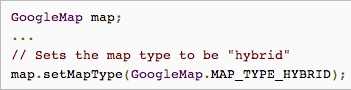 GoogleMap map;
...
// Sets the map type to be "hybrid"
map.setMapType(GoogleMap.MAP_TYPE_HYBRID);